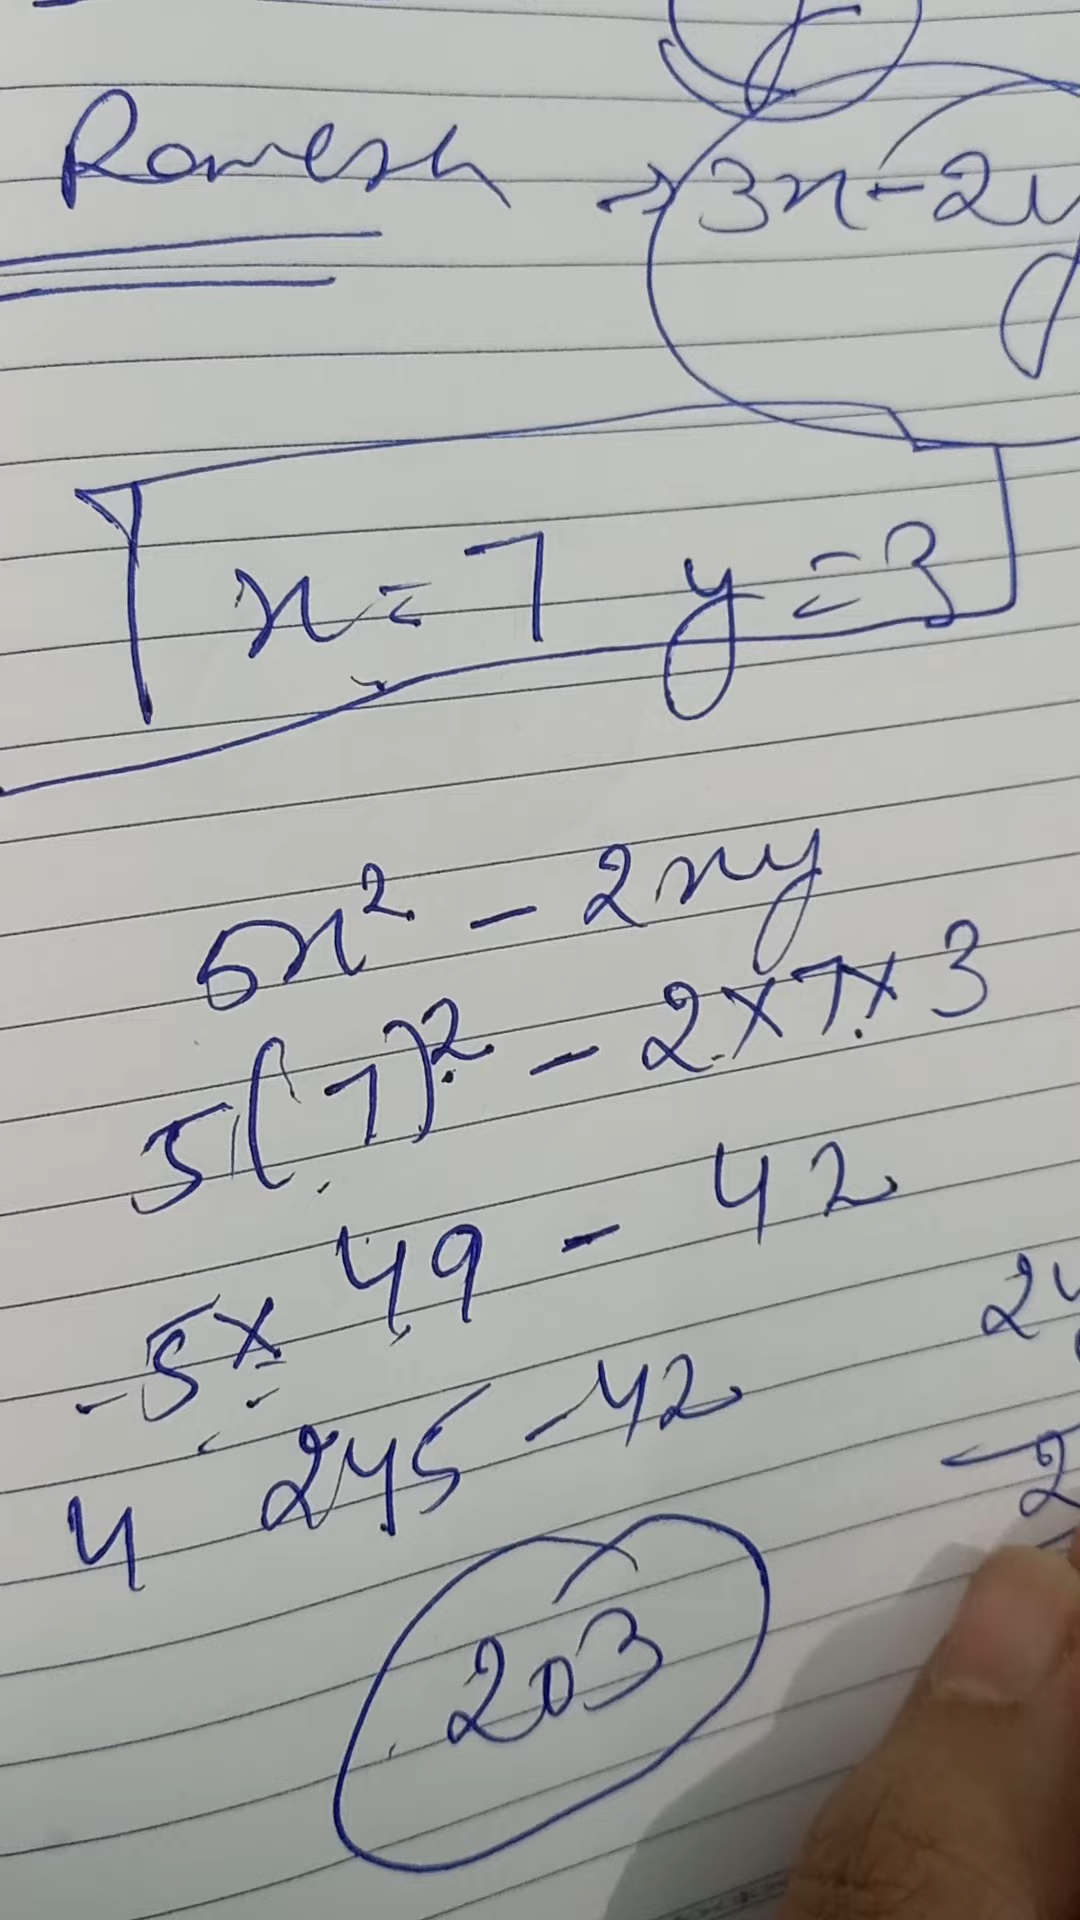 Ramesh → 3x - 2y
x = 7 y = 3
5x² - 2xy
5(7)² - 2×7×3
5× 49 - 42
4 245 - 42
203